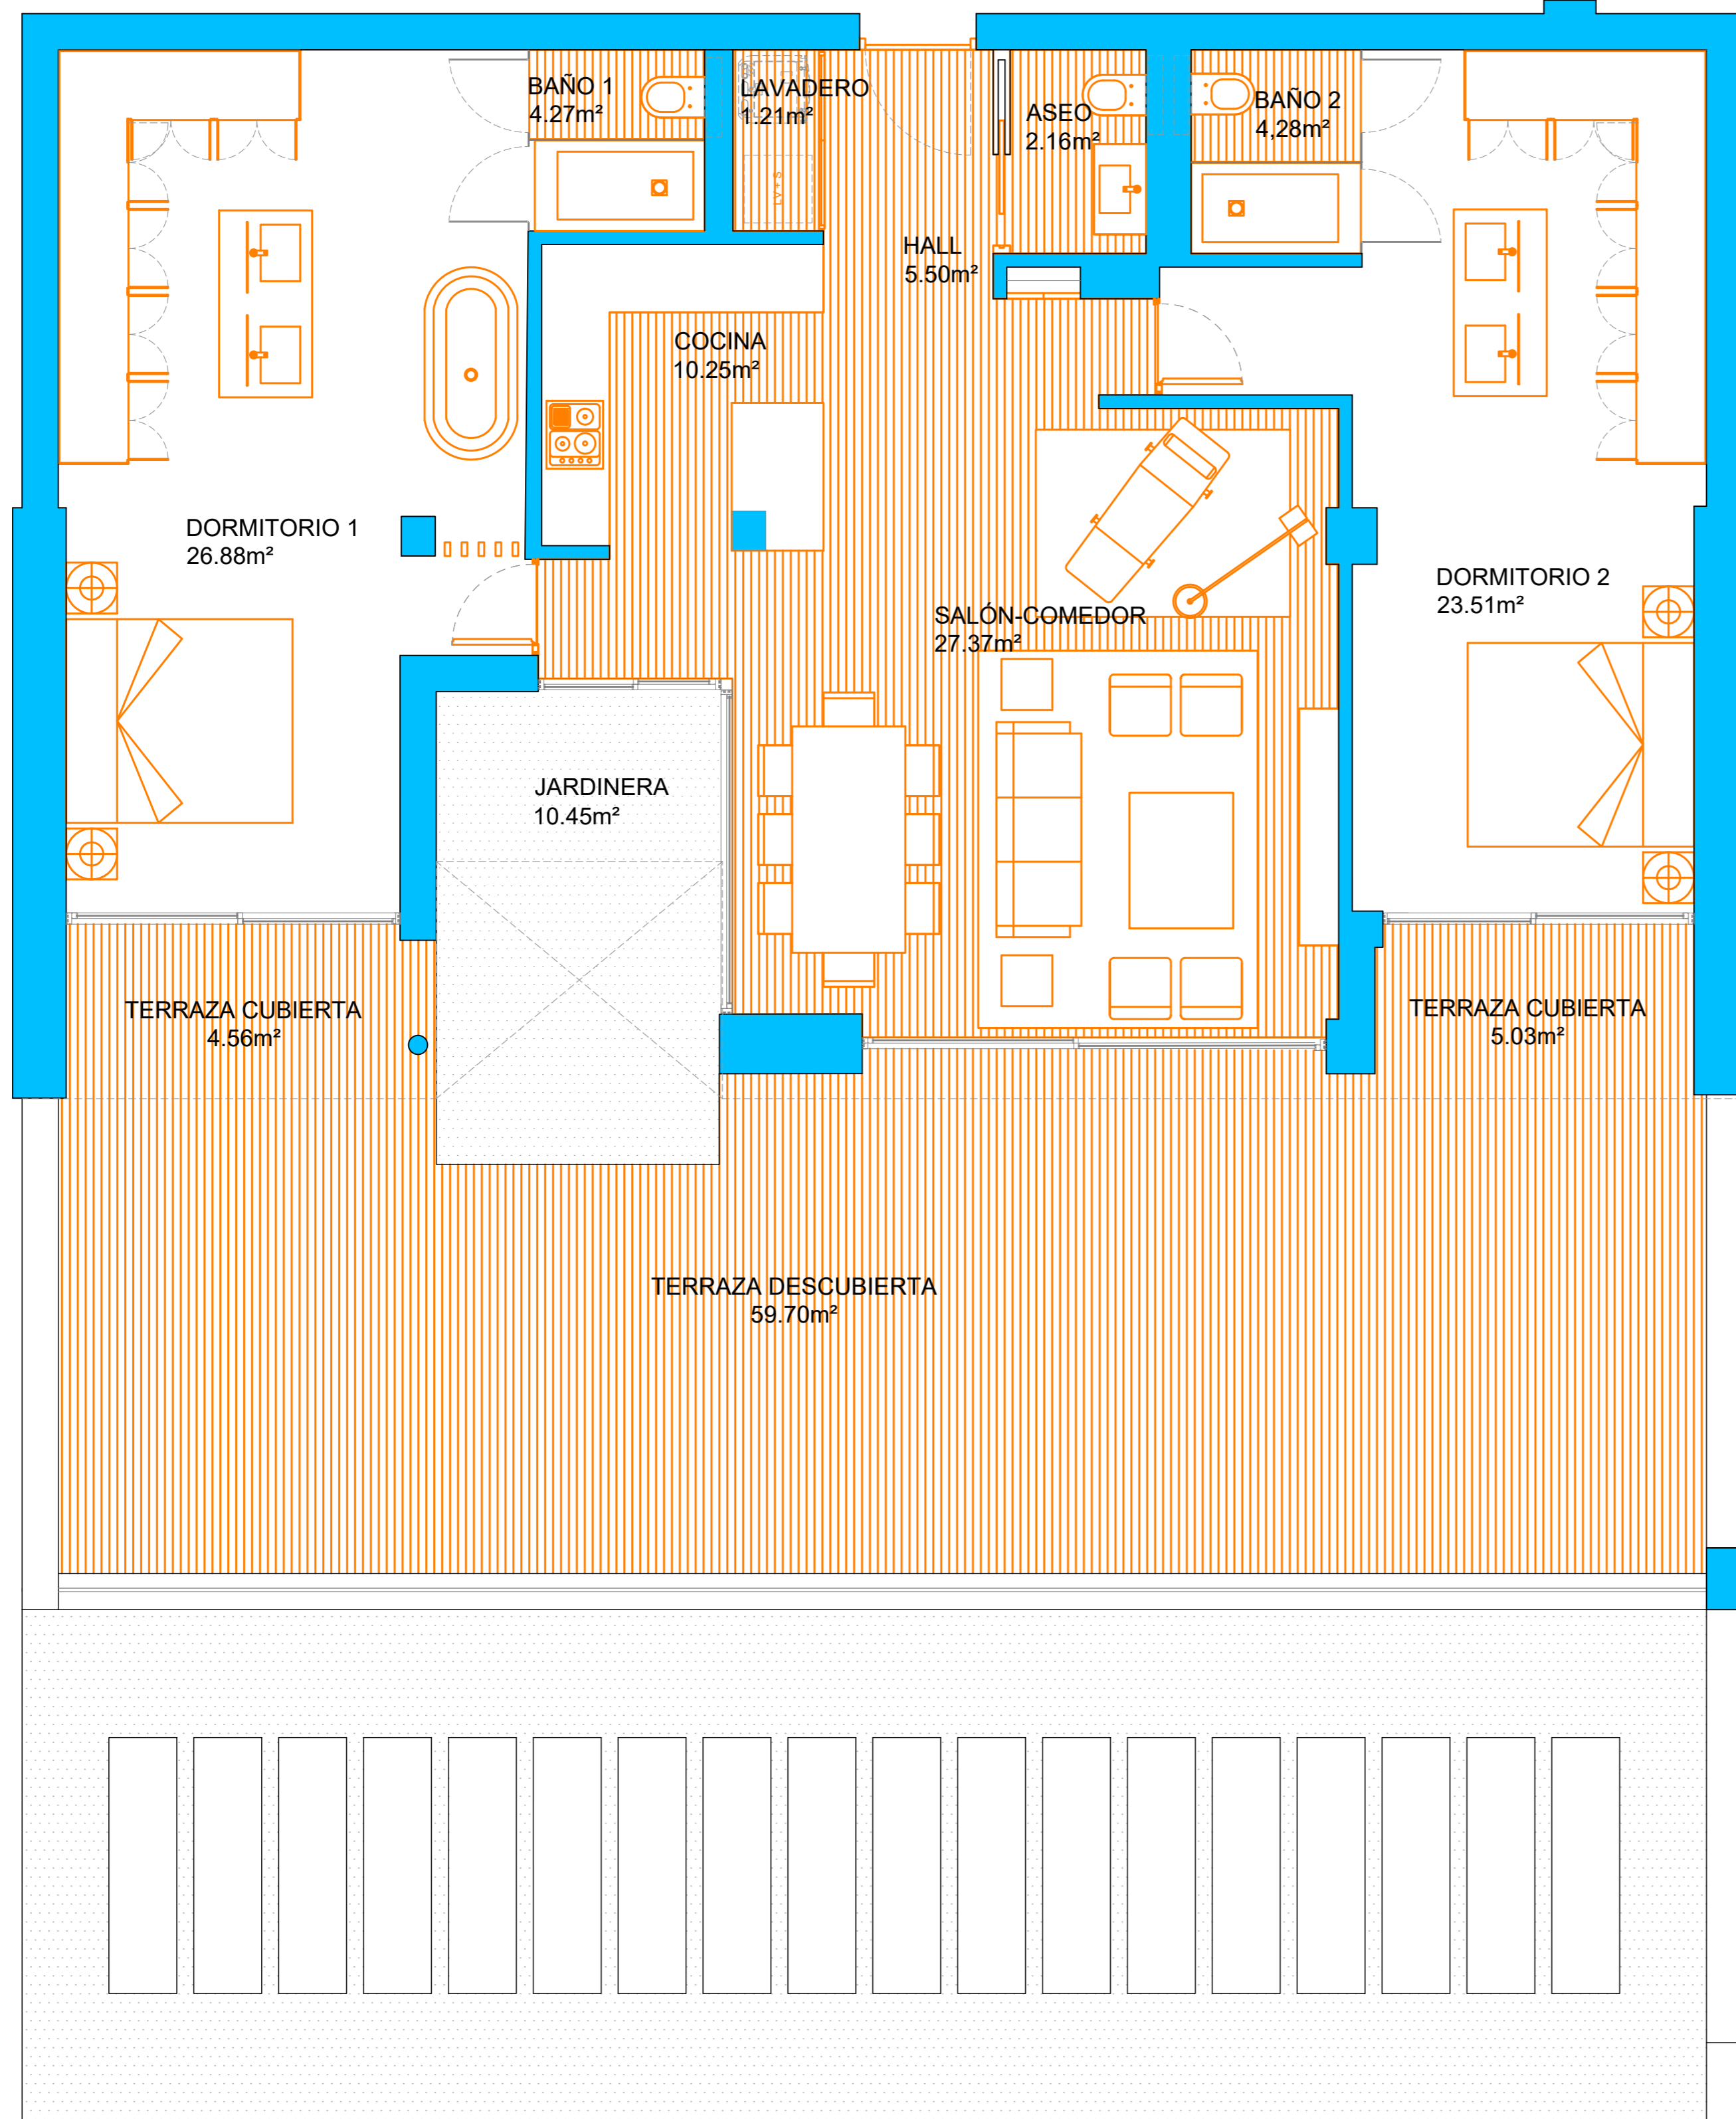 BAÑO 1
4.27m²
LAVADERO
1.21m²
LV + S
ASEO
2.16m²
BAÑO 2
4,28m²
HALL
5.50m²
COCINA
10.25m²
DORMITORIO 1
26.88m²
DORMITORIO 2
23.51m²
SALÓN-COMEDOR
27.37m²
JARDINERA
10.45m²
TERRAZA CUBIERTA
4.56m²
TERRAZA CUBIERTA
5.03m²
TERRAZA DESCUBIERTA
59.70m²